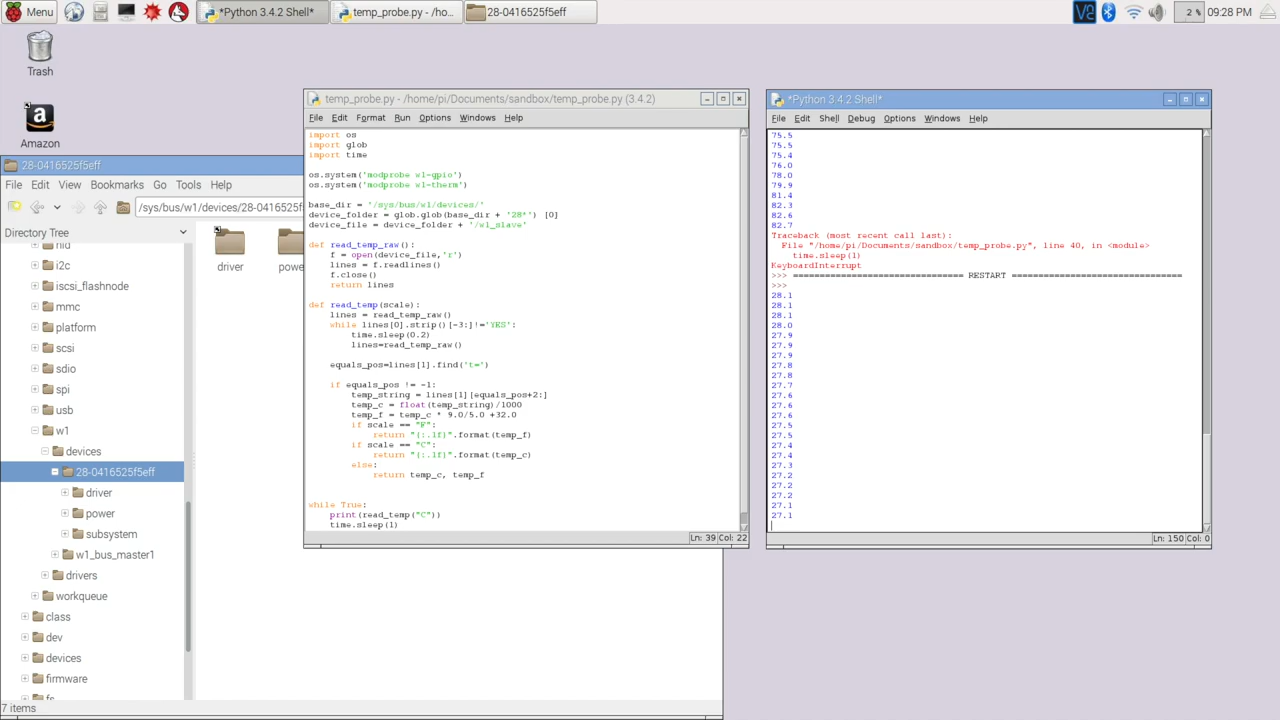 Menu
*Python 3.4.2 Shell*
temp_probe.py - /ho...
28-0416525f5eff
2 %
09:28 PM
Trash
Amazon
28-0416525f5eff
File Edit View Bookmarks Go Tools Help
/sys/bus/w1/devices/28-0416525f5
Directory Tree
hid
i2c
iscsi_flashnode
mmc
platform
scsi
sdio
spi
usb
w1
devices
28-0416525f5eff
driver
power
subsystem
w1_bus_master1
drivers
workqueue
class
dev
devices
firmware
fs
driver
powe
7 items
temp_probe.py - /home/pi/Documents/sandbox/temp_probe.py (3.4.2)
File Edit Format Run Options Windows Help
import os
import glob
import time
os.system('modprobe w1-gpio')
os.system('modprobe w1-therm')
base_dir = '/sys/bus/w1/devices/'
device_folder = glob.glob(base_dir + '28*') [0]
device_file = device_folder + '/w1_slave'
def read_temp_raw():
f = open(device_file,'r')
lines = f.readlines()
f.close()
return lines
def read_temp(scale):
lines = read_temp_raw()
while lines[0].strip()[-3:]!='YES':
time.sleep(0.2)
lines=read_temp_raw()
equals_pos=lines[1].find('t=')
if equals_pos != -1:
temp_string = lines[1][equals_pos+2:]
temp_c = float(temp_string)/1000
temp_f = temp_c * 9.0/5.0 +32.0
if scale == "F":
return "{:.1f}".format(temp_f)
if scale == "C":
return "{:.1f}".format(temp_c)
else:
return temp_c, temp_f
while True:
print(read_temp("C"))
time.sleep(1)
Ln: 39 Col: 22
*Python 3.4.2 Shell*
File Edit Shell Debug Options Windows Help
75.5
75.5
75.4
76.0
78.0
79.9
81.4
82.3
82.6
82.7
Traceback (most recent call last):
File "/home/pi/Documents/sandbox/temp_probe.py", line 40, in <module>
time.sleep(1)
KeyboardInterrupt
>>> ================================ RESTART ================================
>>>
28.1
28.1
28.1
28.0
27.9
27.9
27.9
27.8
27.8
27.7
27.6
27.6
27.6
27.5
27.5
27.4
27.4
27.3
27.2
27.2
27.2
27.1
27.1
Ln: 150 Col: 0